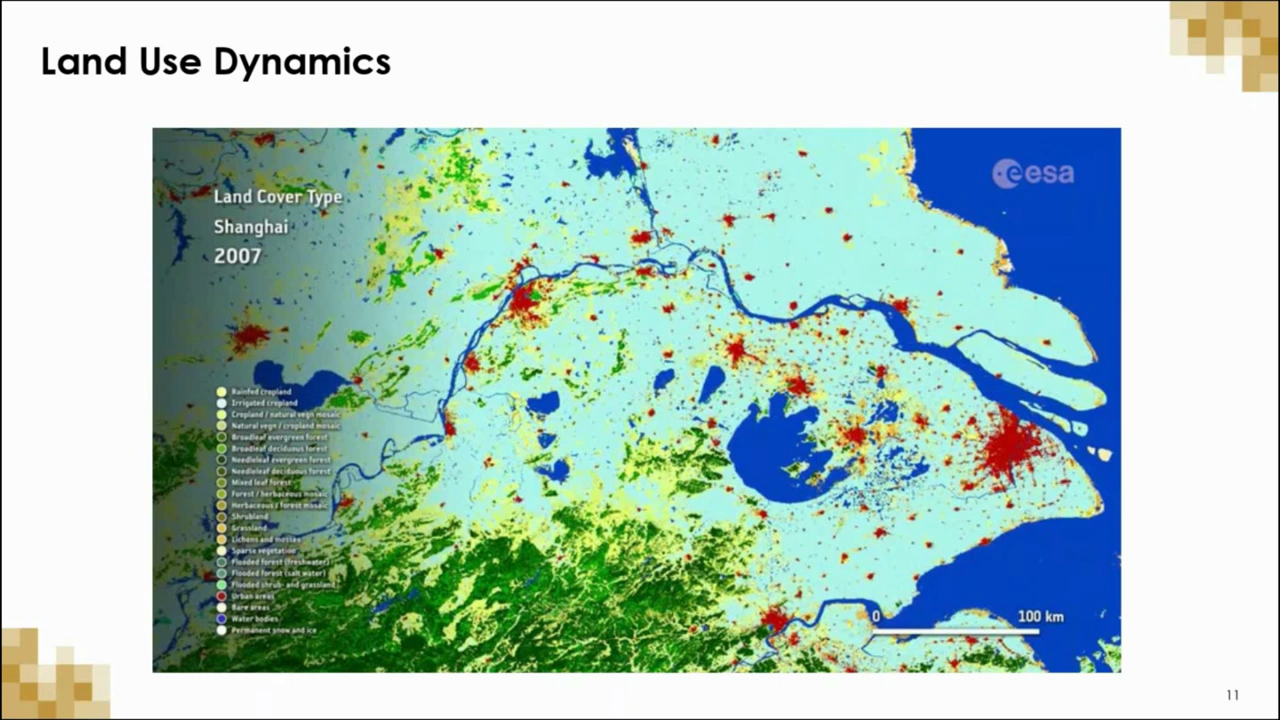 Land Use Dynamics
esa
Land Cover Type
Shanghai
2007
Rainfed cropland
Irrigated cropland
Cropland / natural vegn mosaic
Natural vegn / cropland mosaic
Broadleaf evergreen forest
Broadleaf deciduous forest
Needleleaf evergreen forest
Needleleaf deciduous forest
Mixed leaf forest
Forest / herbaceous mosaic
Herbaceous / forest mosaic
Shrubland
Grassland
Lichens and mosses
Sparse vegetation
Flooded forest (freshwater)
Flooded forest (salt water)
Flooded shrub- and grassland
Urban areas
Bare areas
Water bodies
Permanent snow and ice
0 100 km
11